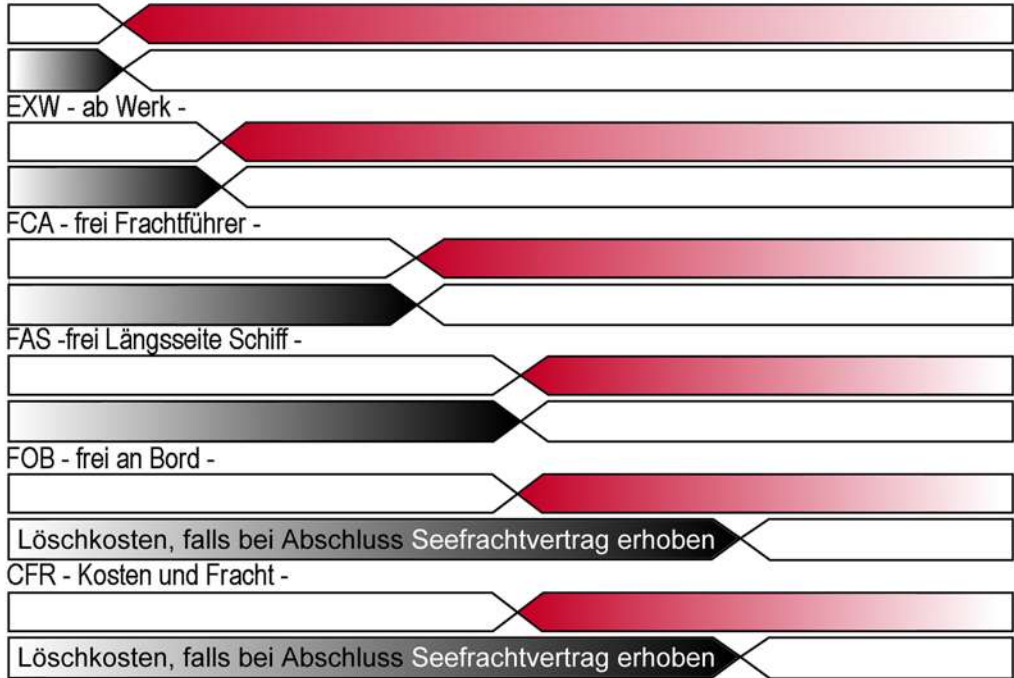 EXW - ab Werk -
FCA - frei Frachtführer -
FAS -frei Längsseite Schiff -
FOB - frei an Bord -
Löschkosten, falls bei Abschluss Seefrachtvertrag erhoben
CFR - Kosten und Fracht -
Löschkosten, falls bei Abschluss Seefrachtvertrag erhoben